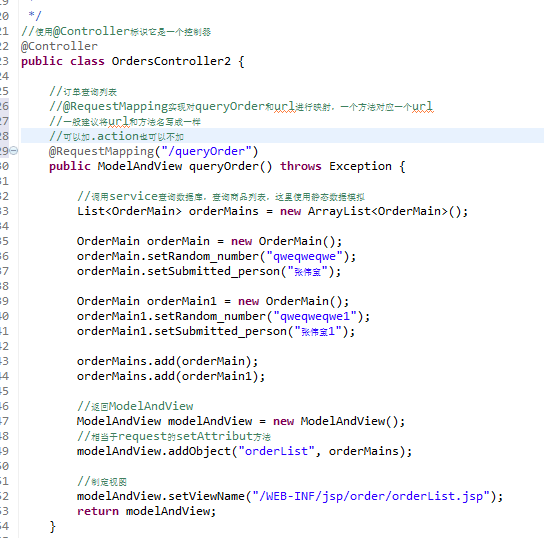 20 */
21 //使用@Controller标识它是一个控制器
22 @Controller
23 public class OrdersController2 {
24
25 //订单查询列表
26 //@RequestMapping实现对queryOrder和url进行映射，一个方法对应一个url
27 //一般建议将url和方法名写成一样
28 //可以加.action也可以不加
29 @RequestMapping("/queryOrder")
30 public ModelAndView queryOrder() throws Exception {
31
32 //调用service查询数据库，查询商品列表，这里使用静态数据模拟
33 List<OrderMain> orderMains = new ArrayList<OrderMain>();
34
35 OrderMain orderMain = new OrderMain();
36 orderMain.setRandom_number("qweqweqwe");
37 orderMain.setSubmitted_person("张伟宝");
38
39 OrderMain orderMain1 = new OrderMain();
40 orderMain1.setRandom_number("qweqweqwe1");
41 orderMain1.setSubmitted_person("张伟宝1");
42
43 orderMains.add(orderMain);
44 orderMains.add(orderMain1);
45
46 //返回ModelAndView
47 ModelAndView modelAndView = new ModelAndView();
48 //相当于request的setAttribut方法
49 modelAndView.addObject("orderList", orderMains);
50
51 //制定视图
52 modelAndView.setViewName("/WEB-INF/jsp/order/orderList.jsp");
53 return modelAndView;
54 }